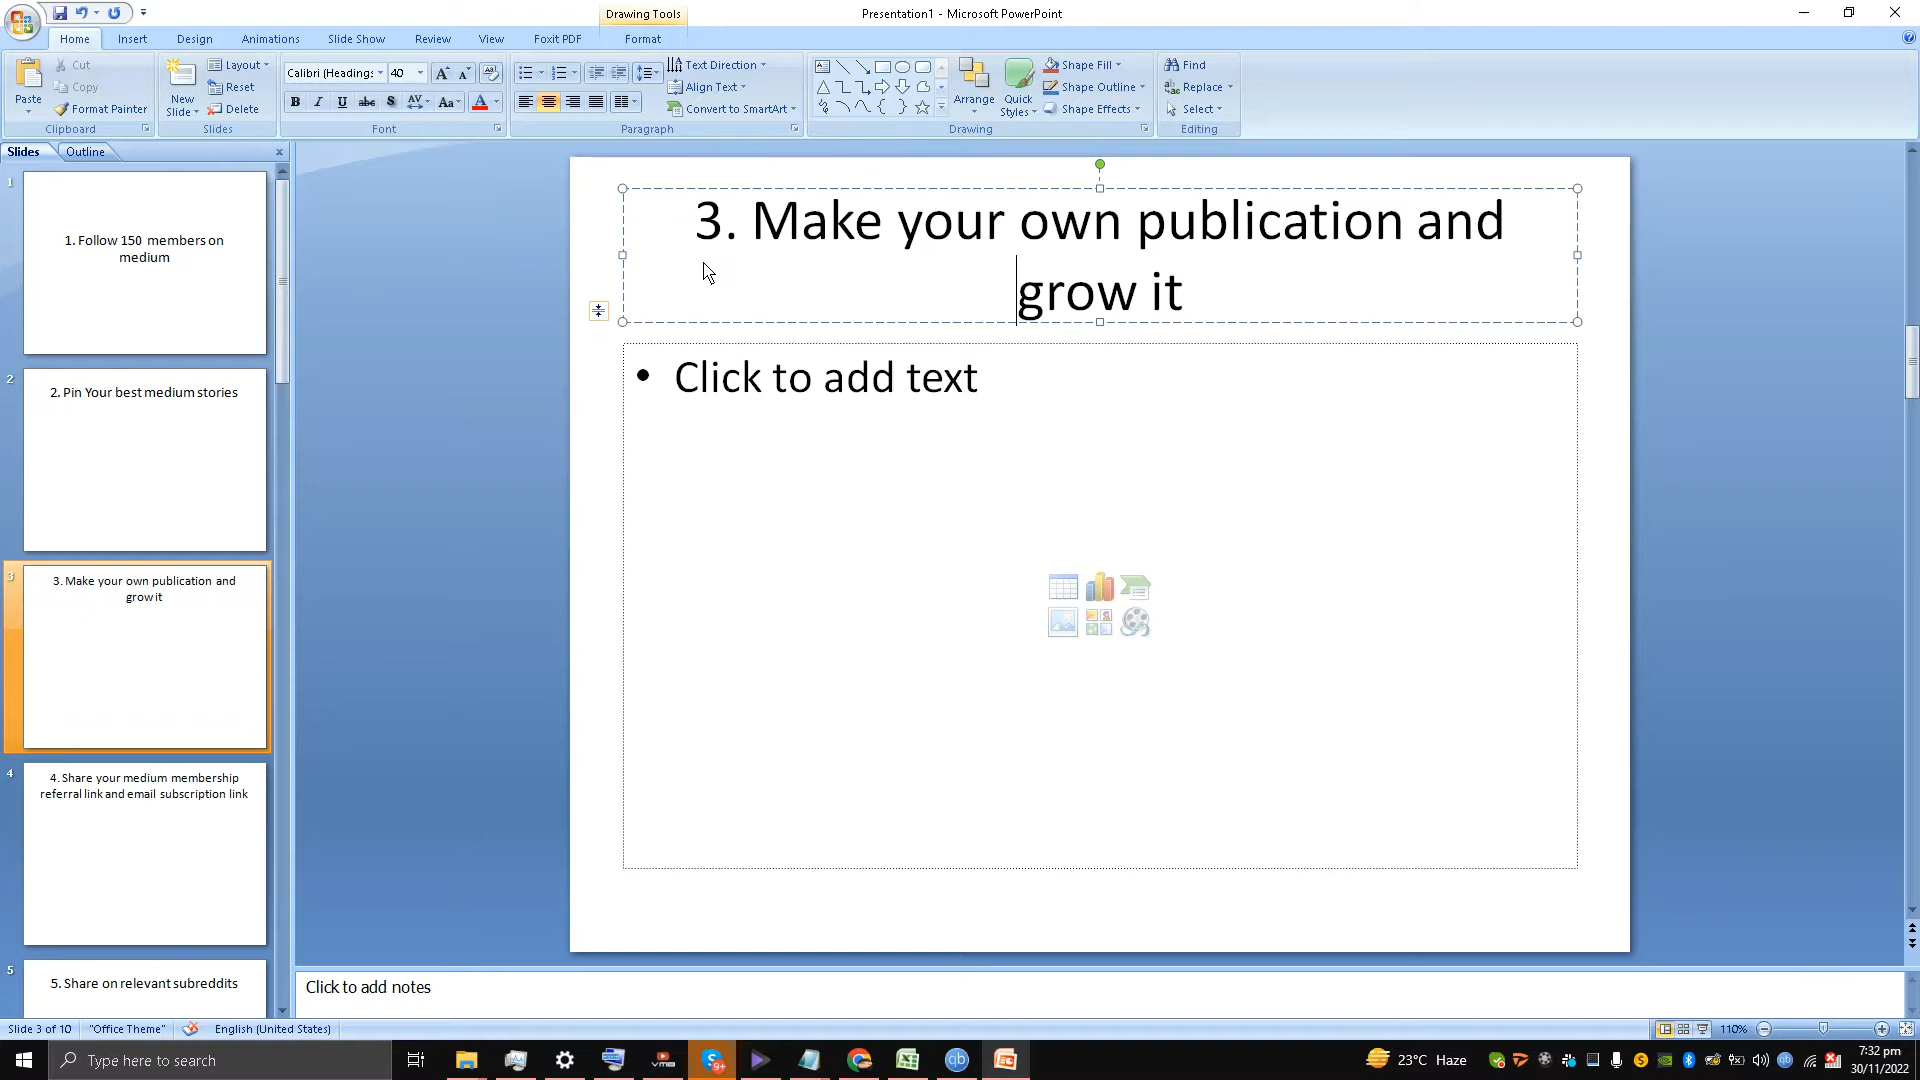 Drawing Tools
Presentation1 - Microsoft PowerPoint
Home
Insert
Design
Animations
Slide Show
Review
View
Foxit PDF
Format
Paste
Cut
Copy
Format Painter
Clipboard
New
Slide
Layout
Reset
Delete
Slides
Calibri (Headings
40
Font
Text Direction
Align Text
Convert to SmartArt
Paragraph
Arrange
Quick
Styles
Shape Fill
Shape Outline
Shape Effects
Drawing
Find
Replace
Select
Editing
Slides
Outline
1
1. Follow 150 members on
medium
2
2. Pin Your best medium stories
3
3. Make your own publication and
grow it
4
4. Share your medium membership
referral link and email subscription link
5
5. Share on relevant subreddits
3. Make your own publication and
grow it
• Click to add text
Click to add notes
Slide 3 of 10
"Office Theme"
English (United States)
110%
Type here to search
23°C Haze
7:32 pm
30/11/2022